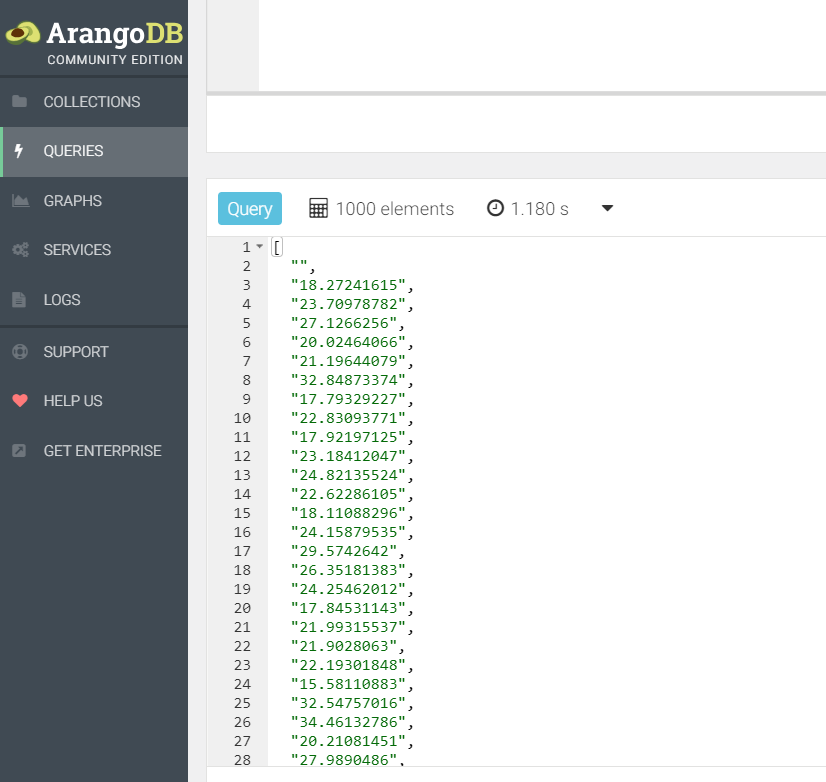 ArangoDB
COMMUNITY EDITION
COLLECTIONS
QUERIES
GRAPHS
SERVICES
LOGS
SUPPORT
HELP US
GET ENTERPRISE
Query 1000 elements 1.180 s
1 [
2 "",
3 "18.27241615",
4 "23.70978782",
5 "27.1266256",
6 "20.02464066",
7 "21.19644079",
8 "32.84873374",
9 "17.79329227",
10 "22.83093771",
11 "17.92197125",
12 "23.18412047",
13 "24.82135524",
14 "22.62286105",
15 "18.11088296",
16 "24.15879535",
17 "29.5742642",
18 "26.35181383",
19 "24.25462012",
20 "17.84531143",
21 "21.99315537",
22 "21.9028063",
23 "22.19301848",
24 "15.58110883",
25 "32.54757016",
26 "34.46132786",
27 "20.21081451",
28 "27.9890486",